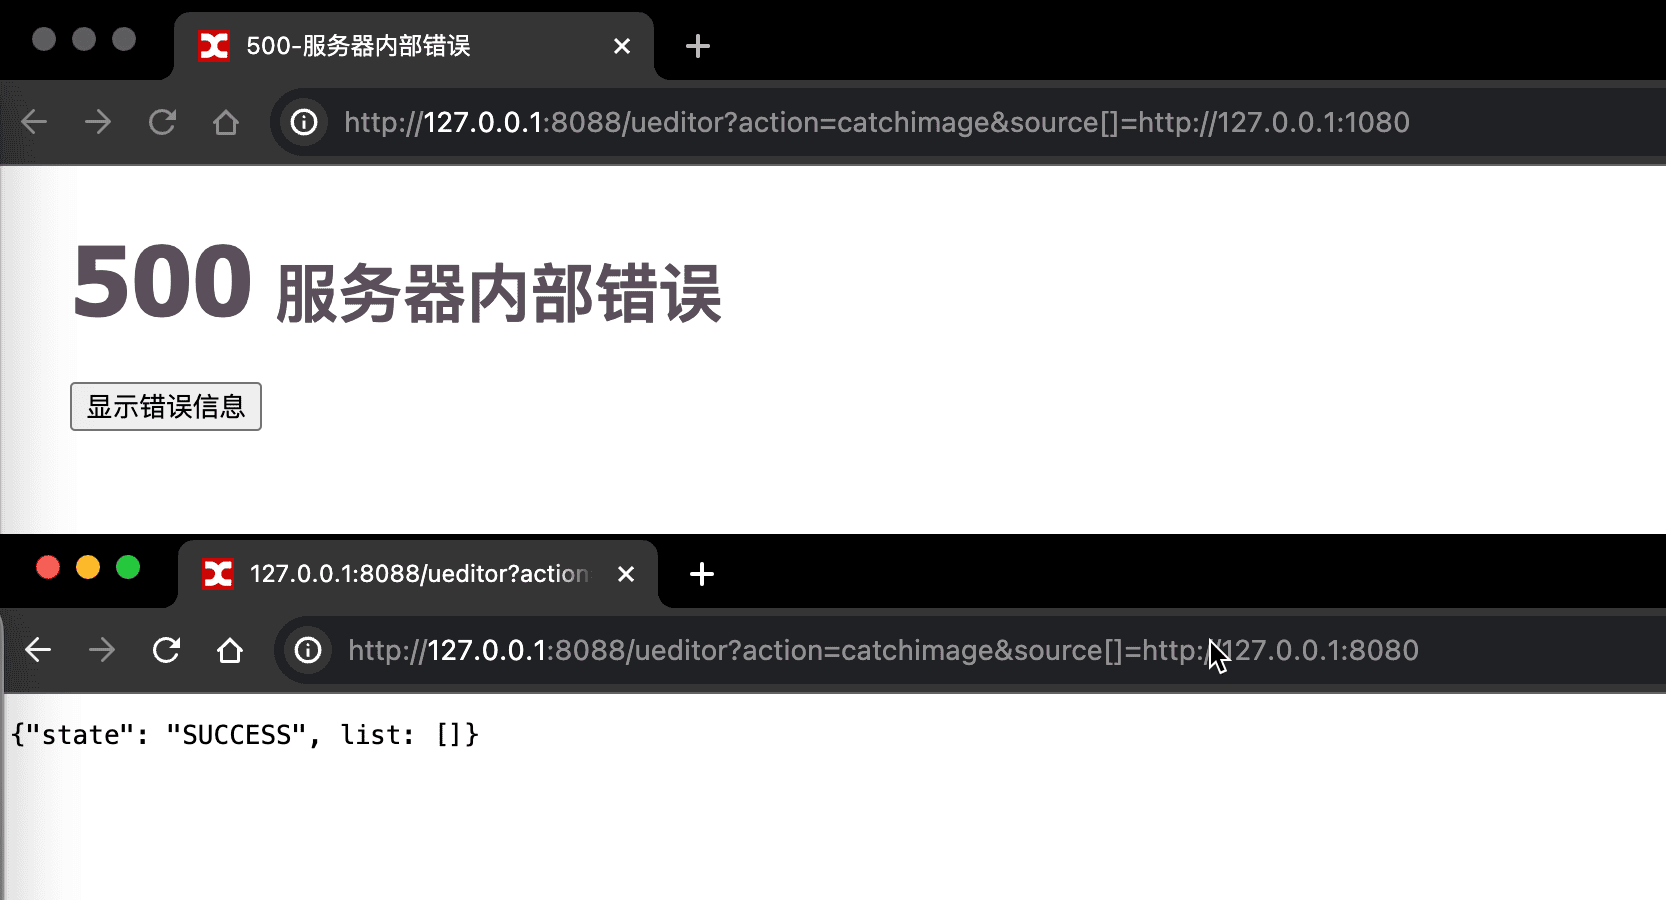 500-服务器内部错误
http://127.0.0.1:8088/ueditor?action=catchimage&source[]=http://127.0.0.1:1080
500 服务器内部错误
显示错误信息
127.0.0.1:8088/ueditor?action
http://127.0.0.1:8088/ueditor?action=catchimage&source[]=http://127.0.0.1:8080
{"state": "SUCCESS", list: []}